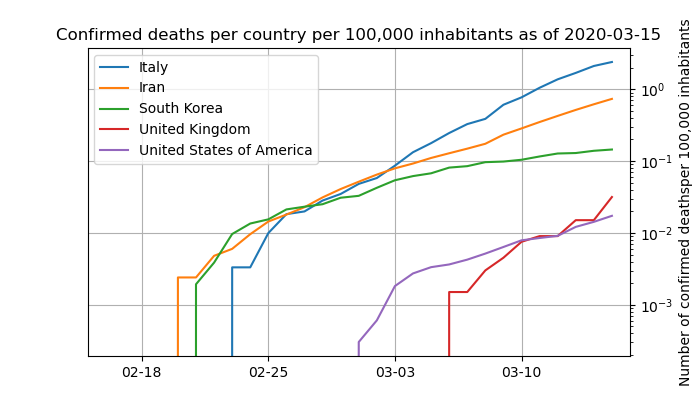 Confirmed deaths per country per 100,000 inhabitants as of 2020-03-15
Italy
Iran
South Korea
United Kingdom
United States of America
10⁰
10⁻¹
10⁻²
10⁻³
Number of confirmed deathsper 100,000 inhabitants
02-18
02-25
03-03
03-10